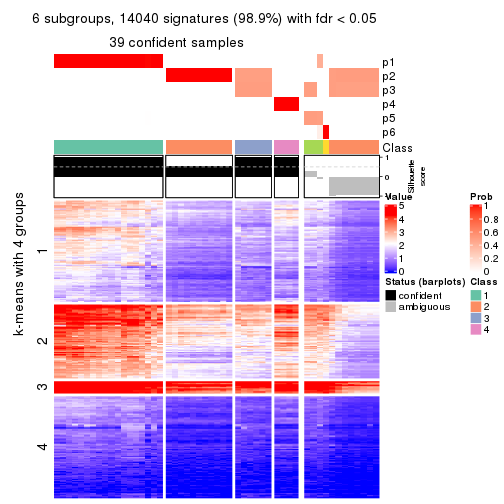 6 subgroups, 14040 signatures (98.9%) with fdr < 0.05
39 confident samples
p1
p2
p3
p4
p5
p6
Class
1
0
-1
Silhouette
score
k-means with 4 groups
1
2
3
4
Value
5
4
3
2
1
0
Prob
1
0.8
0.6
0.4
0.2
0
Status (barplots)
confident
ambiguous
Class
1
2
3
4